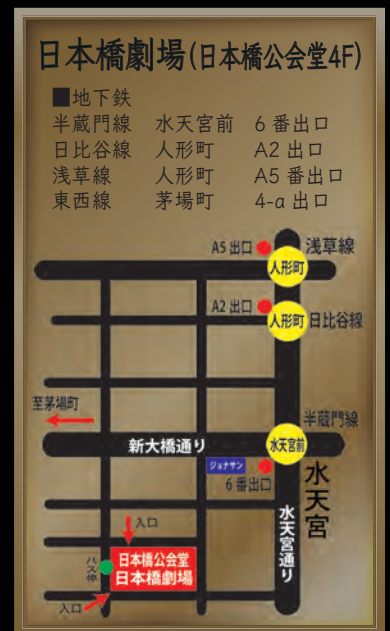 日本橋劇場(日本橋公会堂4F)
■地下鉄
半蔵門線 水天宮前 6番出口
日比谷線 人形町 A2出口
浅草線 人形町 A5番出口
東西線 茅場町 4-a出口
A5出口
浅草線
人形町
A2出口
人形町
日比谷線
至茅場町
半蔵門線
新大橋通り
水天宮前
ジョナサン
6番出口
水天宮
水天宮通り
入口
バス停
日本橋公会堂
日本橋劇場
入口